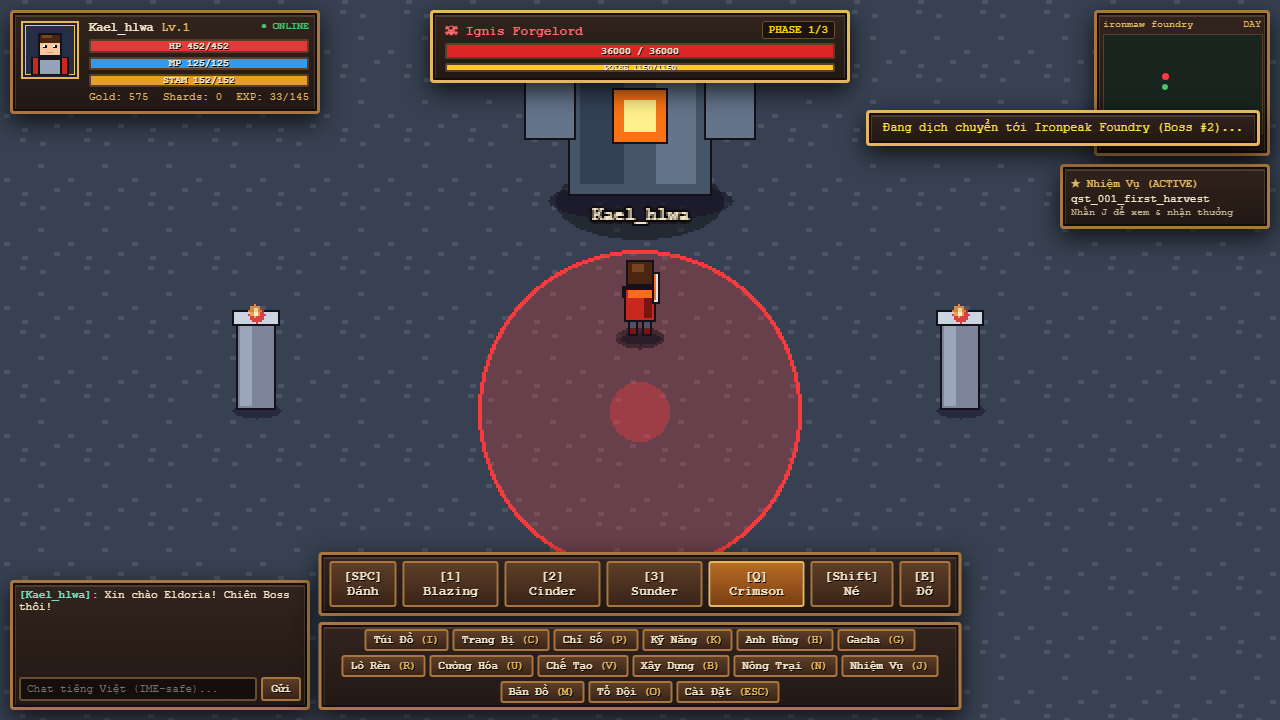 Kael_hlwa Lv.1
● ONLINE
HP 452/452
MP 125/125
STAM 152/152
Gold: 575 Shards: 0 EXP: 33/145
Ignis Forgelord
PHASE 1/3
36000 / 36000
POISE 1150/1150
ironmaw foundry DAY
Đang dịch chuyển tới Ironpeak Foundry (Boss #2)...
★ Nhiệm Vụ (ACTIVE)
qst_001_first_harvest
Nhấn J để xem & nhận thưởng
Kael_hlwa
[Kael_hlwa]: Xin chào Eldoria! Chiến Boss
thôi!
Chat tiếng Việt (IME-safe)...
Gửi
[SPC]
Đánh
[1]
Blazing
[2]
Cinder
[3]
Sunder
[Q]
Crimson
[Shift]
Né
[E]
Đỡ
Túi Đồ (I)
Trang Bị (C)
Chỉ Số (P)
Kỹ Năng (K)
Anh Hùng (H)
Gacha (G)
Lò Rèn (R)
Cường Hóa (U)
Chế Tạo (V)
Xây Dựng (B)
Nông Trại (N)
Nhiệm Vụ (J)
Bản Đồ (M)
Tổ Đội (O)
Cài Đặt (ESC)